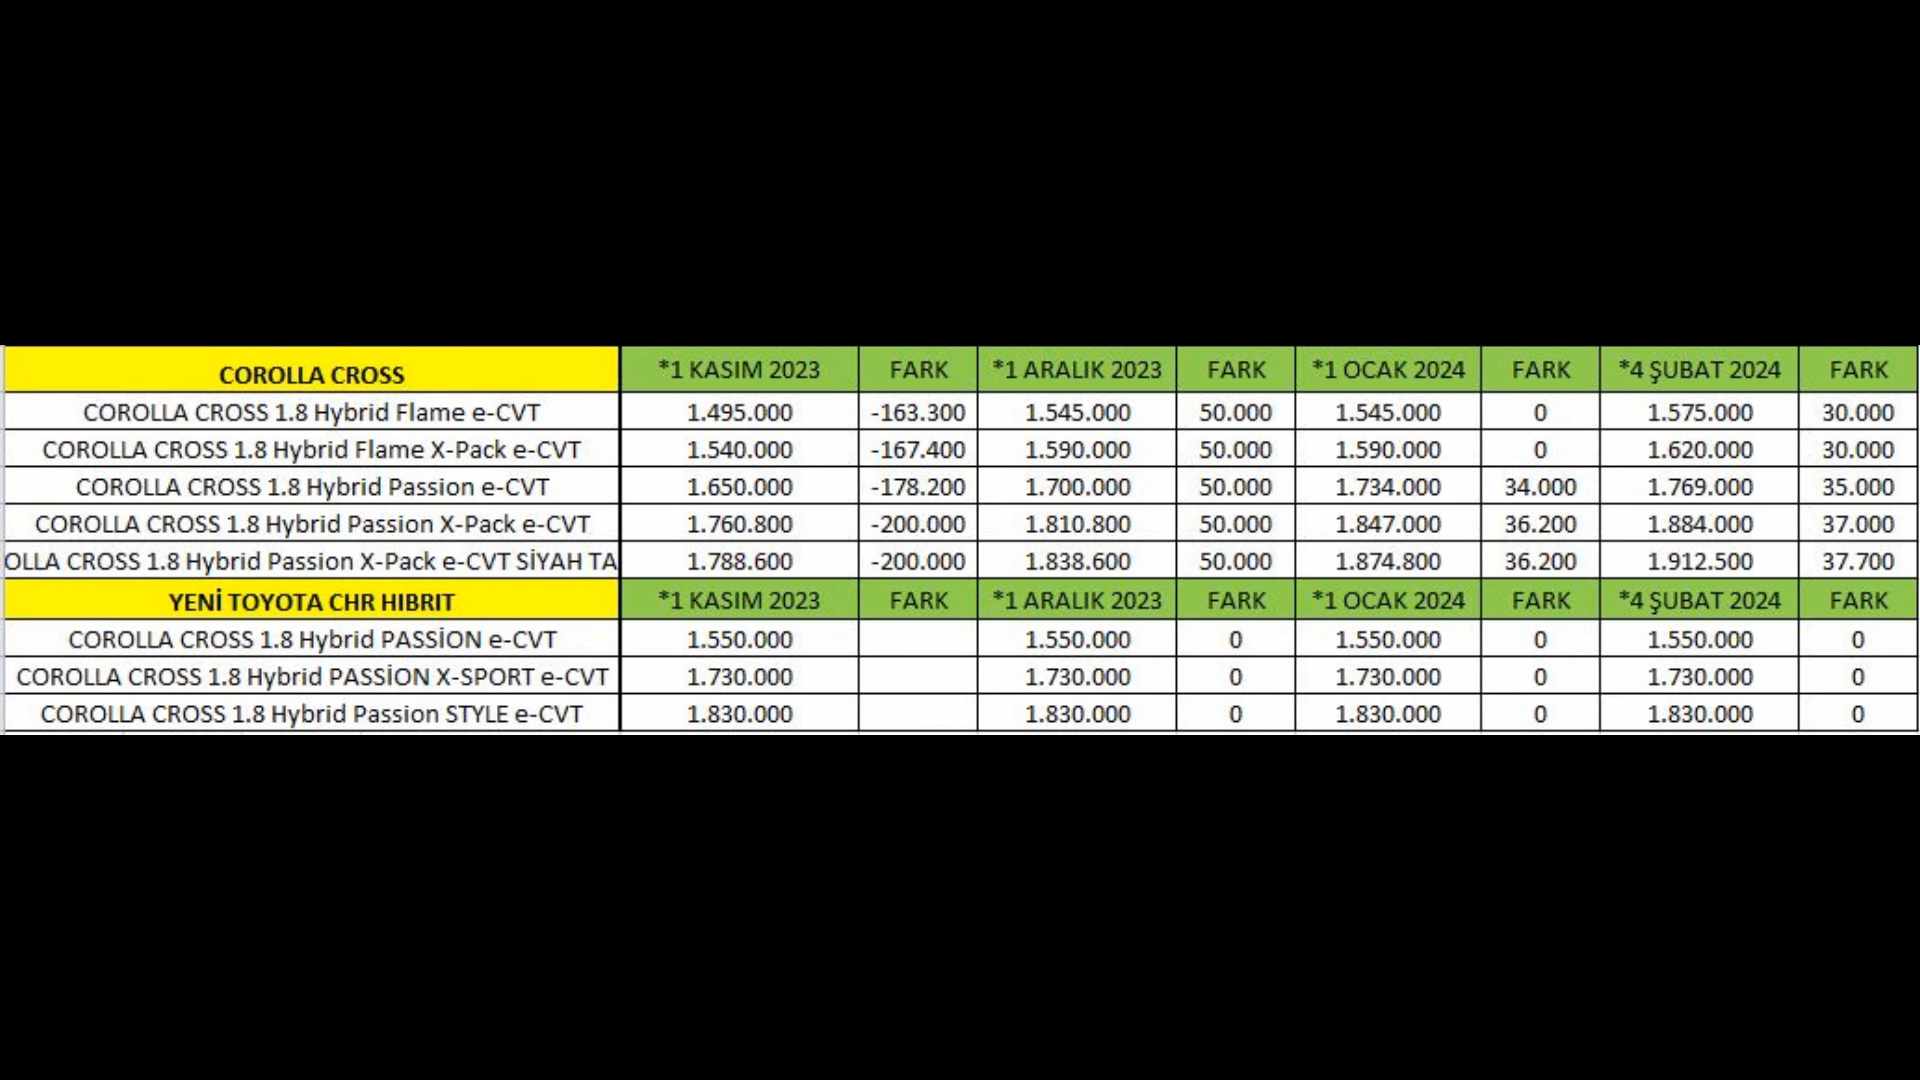 COROLLA CROSS *1 KASIM 2023 FARK *1 ARALIK 2023 FARK *1 OCAK 2024 FARK *4 ŞUBAT 2024 FARK
COROLLA CROSS 1.8 Hybrid Flame e-CVT 1.495.000 -163.300 1.545.000 50.000 1.545.000 0 1.575.000 30.000
COROLLA CROSS 1.8 Hybrid Flame X-Pack e-CVT 1.540.000 -167.400 1.590.000 50.000 1.590.000 0 1.620.000 30.000
COROLLA CROSS 1.8 Hybrid Passion e-CVT 1.650.000 -178.200 1.700.000 50.000 1.734.000 34.000 1.769.000 35.000
COROLLA CROSS 1.8 Hybrid Passion X-Pack e-CVT 1.760.800 -200.000 1.810.800 50.000 1.847.000 36.200 1.884.000 37.000
OLLA CROSS 1.8 Hybrid Passion X-Pack e-CVT SİYAH TA 1.788.600 -200.000 1.838.600 50.000 1.874.800 36.200 1.912.500 37.700
YENİ TOYOTA CHR HIBRIT *1 KASIM 2023 FARK *1 ARALIK 2023 FARK *1 OCAK 2024 FARK *4 ŞUBAT 2024 FARK
COROLLA CROSS 1.8 Hybrid PASSİON e-CVT 1.550.000 1.550.000 0 1.550.000 0 1.550.000 0
COROLLA CROSS 1.8 Hybrid PASSİON X-SPORT e-CVT 1.730.000 1.730.000 0 1.730.000 0 1.730.000 0
COROLLA CROSS 1.8 Hybrid Passion STYLE e-CVT 1.830.000 1.830.000 0 1.830.000 0 1.830.000 0